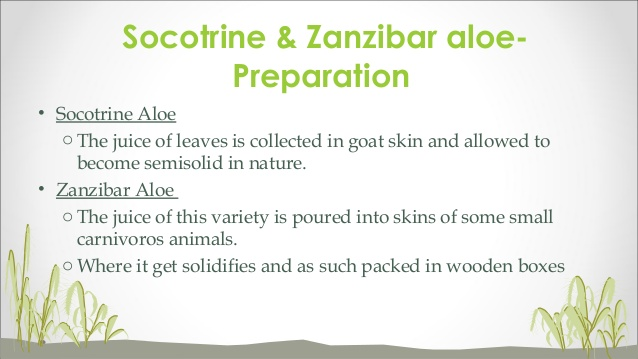 Socotrine & Zanzibar aloe-
Preparation
• Socotrine Aloe
o The juice of leaves is collected in goat skin and allowed to
become semisolid in nature.
• Zanzibar Aloe
o The juice of this variety is poured into skins of some small
carnivoros animals.
o Where it get solidifies and as such packed in wooden boxes